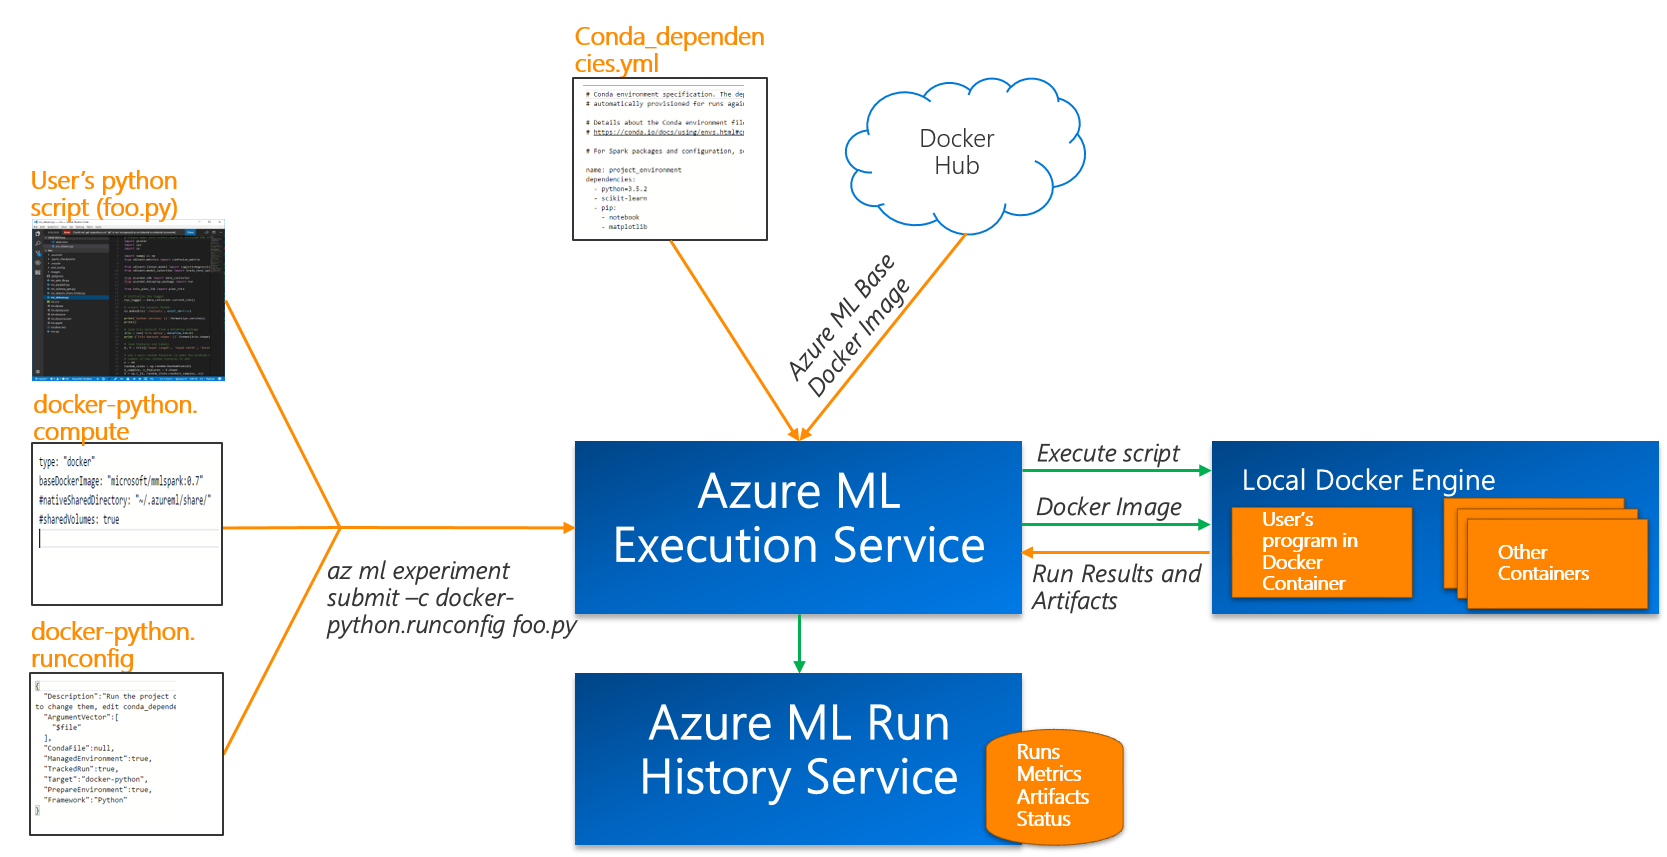 Conda_dependen
cies.yml
# Conda environment specification. The dep
# automatically provisioned for runs agai
# Details about the Conda environment fil
# https://conda.io/docs/using/envs.html#cr
# For Spark packages and configuration, se
name: project_environment
dependencies:
- python=3.5.2
- scikit-learn
- pip:
- notebook
- matplotlib
Docker
Hub
Azure ML Base
Docker Image
User's python
script (foo.py)
docker-python.
compute
type: "docker"
baseDockerImage: "microsoft/mmlspark:0.7"
#nativeSharedDirectory: "~/.azureml/share/"
#sharedVolumes: true
docker-python.
runconfig
{
"Description":"Run the project c
to change them, edit conda_depende
"ArgumentVector":[
"$file"
],
"CondaFile":null,
"ManagedEnvironment":true,
"TrackedRun":true,
"Target":"docker-python",
"PrepareEnvironment":true,
"Framework":"Python"
}
az ml experiment
submit –c docker-
python.runconfig foo.py
Azure ML
Execution Service
Execute script
Docker Image
Run Results and
Artifacts
Local Docker Engine
User's
program in
Docker
Container
Other
Containers
Azure ML Run
History Service
Runs
Metrics
Artifacts
Status